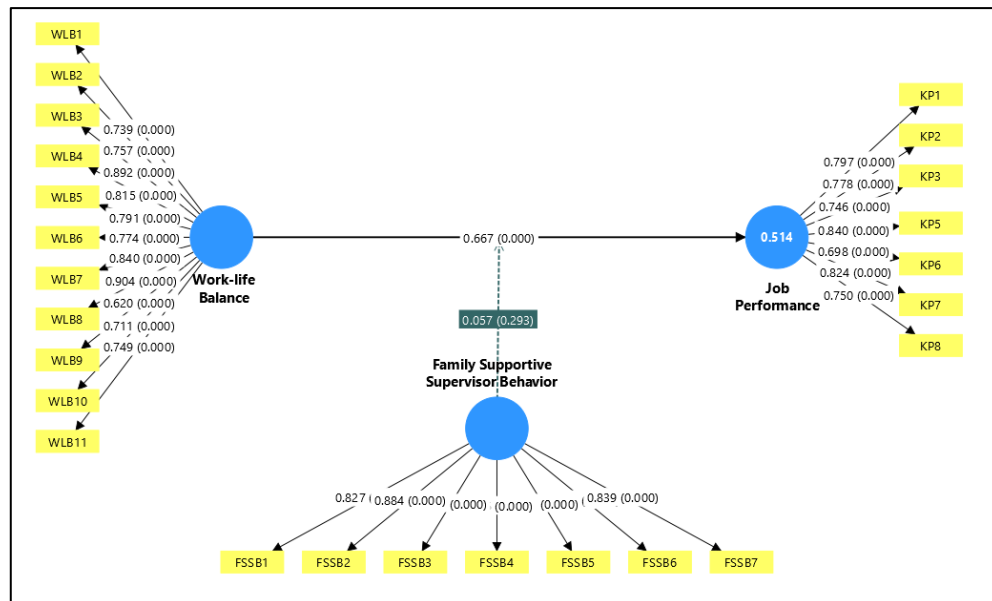 WLB1
WLB2
WLB3
WLB4
WLB5
WLB6
WLB7
WLB8
WLB9
WLB10
WLB11
0.739 (0.000)
0.757 (0.000)
0.892 (0.000)
0.815 (0.000)
0.791 (0.000)
0.774 (0.000)
0.840 (0.000)
0.904 (0.000)
0.620 (0.000)
0.711 (0.000)
0.749 (0.000)
Work-life
Balance
0.667 (0.000)
0.057 (0.293)
0.514
Job
Performance
0.797 (0.000)
0.778 (0.000)
0.746 (0.000)
0.840 (0.000)
0.698 (0.000)
0.824 (0.000)
0.750 (0.000)
KP1
KP2
KP3
KP5
KP6
KP7
KP8
Family Supportive
Supervisor Behavior
0.827 0.884 (0.000) (0.000) (0.000) (0.000) 0.839 (0.000)
FSSB1 FSSB2 FSSB3 FSSB4 FSSB5 FSSB6 FSSB7